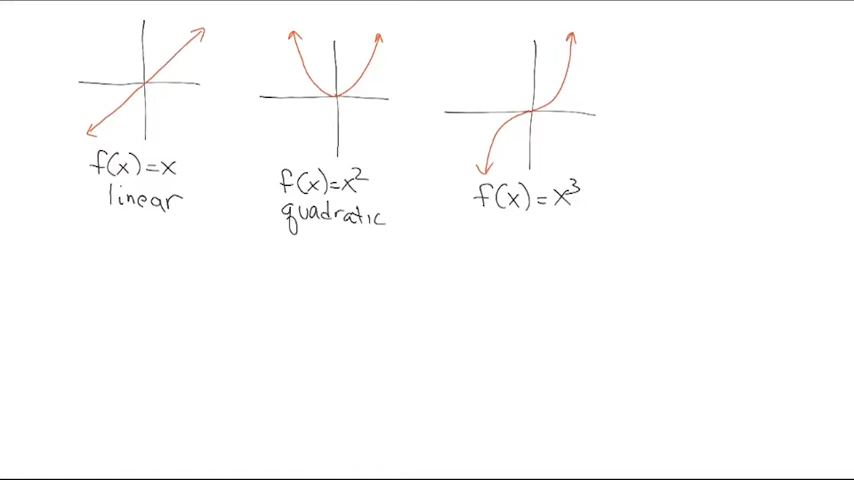 f(x)=x
linear
f(x)=x²
quadratic
f(x)=x³